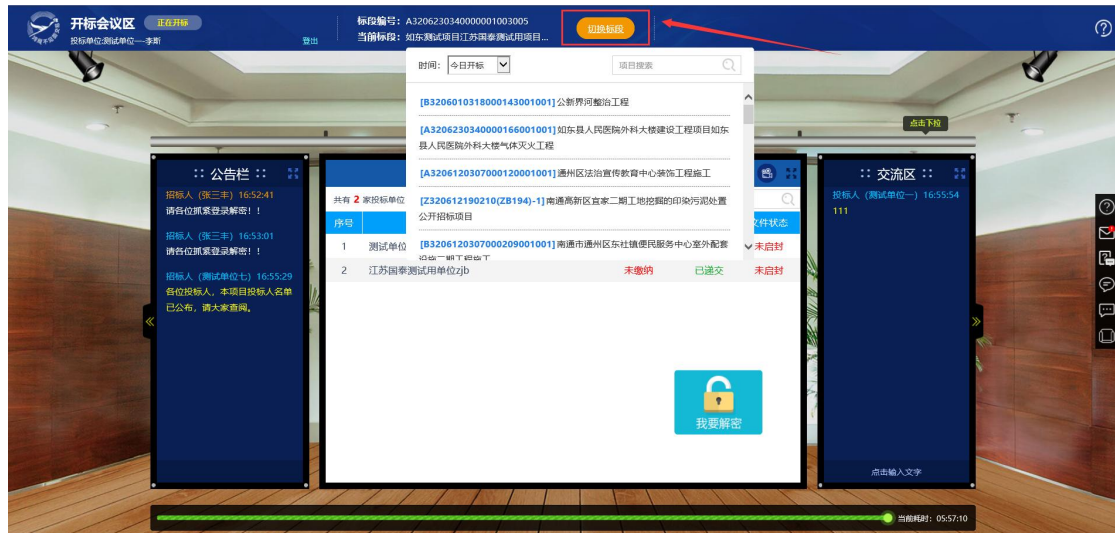 开标会议区 正在开标
投标单位:测试单位——李斯
登出
标段编号：A3206230340000001003005
当前标段：如东测试项目江苏国泰测试用项目...
切换标段
时间： 今日开标
项目搜索
[B3206010318000143001001]公新界河整治工程
[A3206230340000166001001]如东县人民医院外科大楼建设工程项目如东
县人民医院外科大楼气体灭火工程
[A3206120307000120001001]通州区法治宣传教育中心装饰工程施工
[Z320612190210(ZB194)-1]南通高新区宜家二期工地挖掘的印染污泥处置
公开招标项目
[B3206120307000209001001]南通市通州区东社镇便民服务中心室外配套
设施二期工程施工
点击下拉
:: 公告栏 ::
招标人（张三丰）16:52:41
请各位抓紧登录解密！！
招标人（张三丰）16:53:01
请各位抓紧登录解密！！
招标人（测试单位七）16:55:29
各位投标人，本项目投标人名单
已公布，请大家查阅。
共有 2 家投标单位
序号
文件状态
1 测试单位
未启封
2 江苏国泰测试用单位zjb 未缴纳 已递交 未启封
我要解密
:: 交流区 ::
投标人（测试单位一）16:55:54
111
点击输入文字
当前耗时：05:57:10